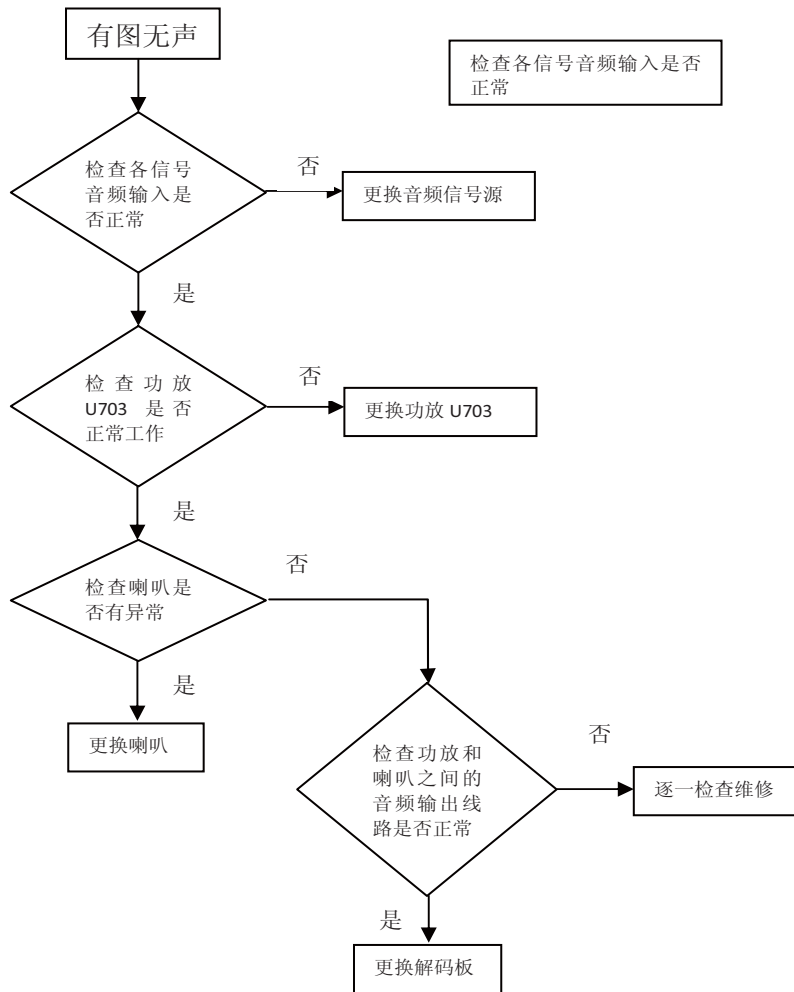 有图无声
检查各信号音频输入是否
正常
检查各信号
音频输入是
否正常
否
更换音频信号源
是
检查功放
U703 是否
正常工作
否
更换功放 U703
是
检查喇叭是
否有异常
否
是
更换喇叭
检查功放和
喇叭之间的
音频输出线
路是否正常
否
逐一检查维修
是
更换解码板